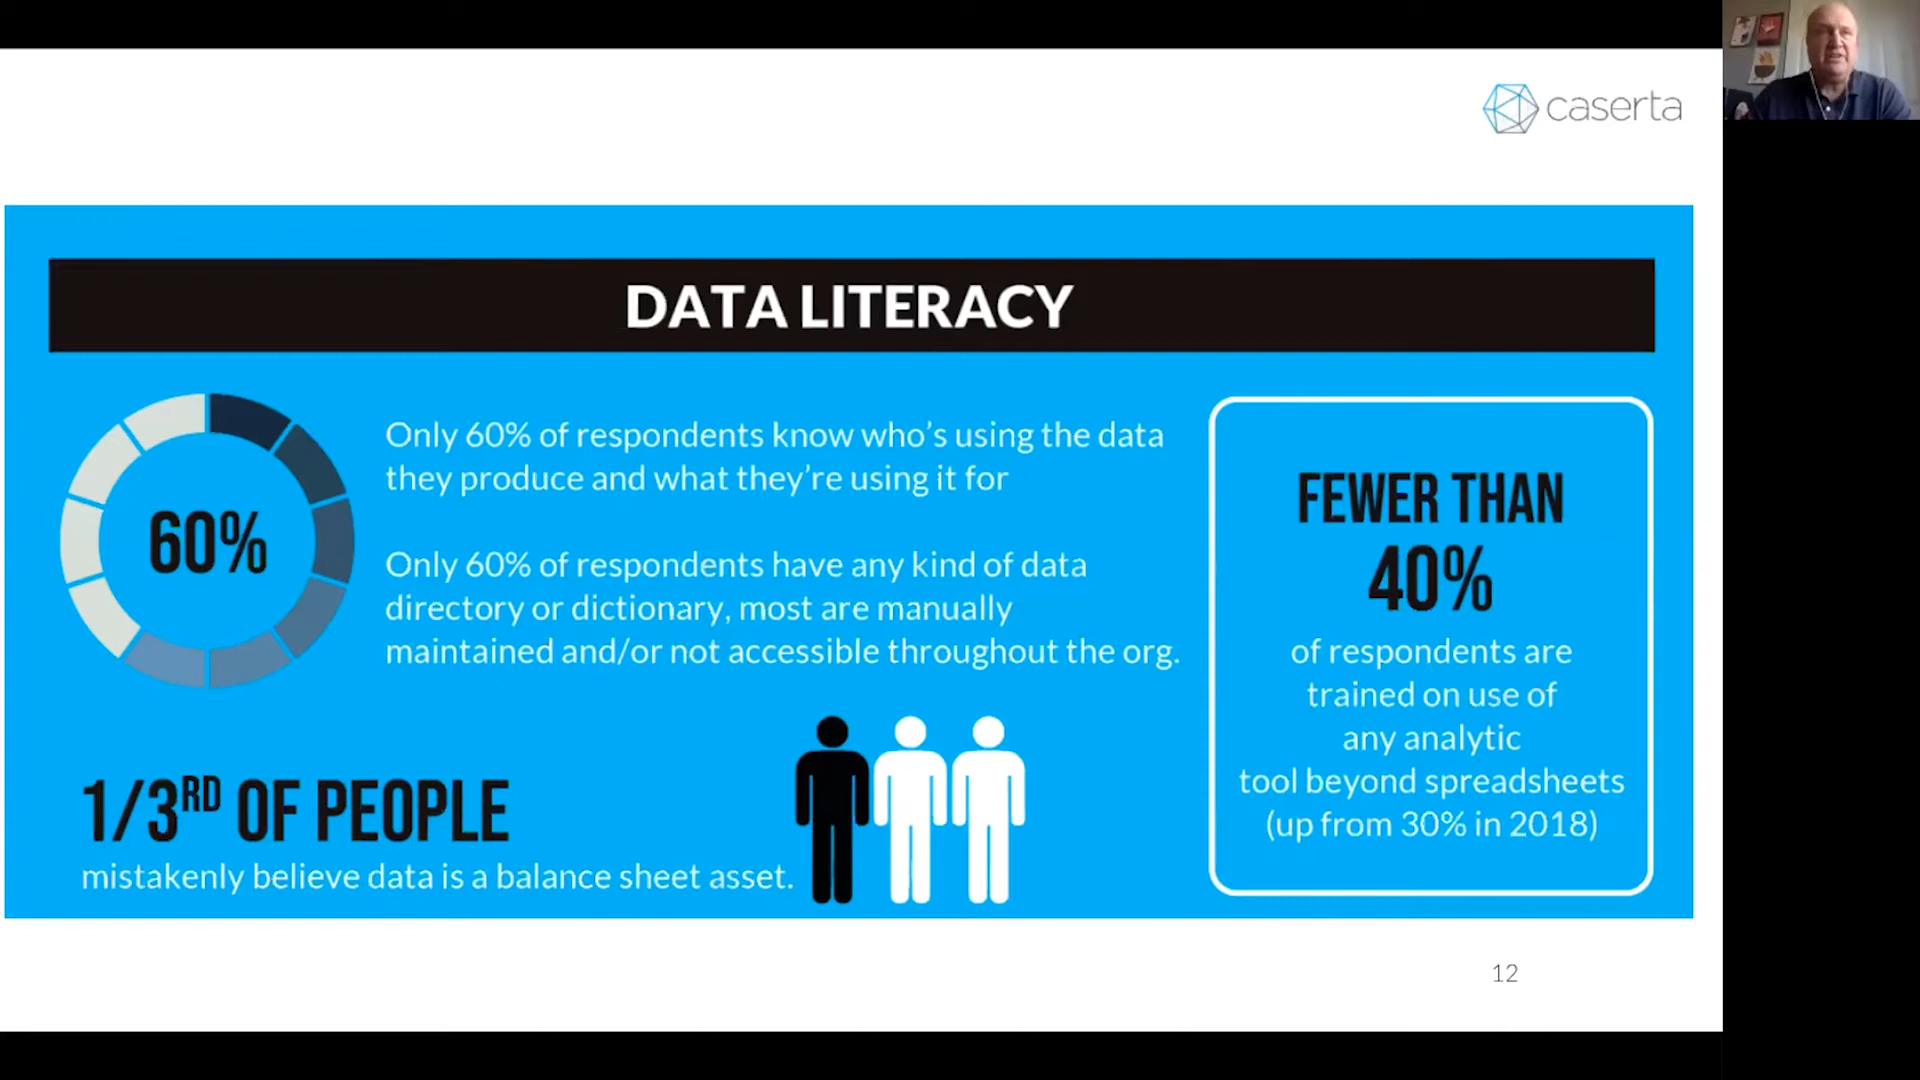 caserta
DATA LITERACY
60%
Only 60% of respondents know who's using the data
they produce and what they're using it for
Only 60% of respondents have any kind of data
directory or dictionary, most are manually
maintained and/or not accessible throughout the org.
1/3RD OF PEOPLE
mistakenly believe data is a balance sheet asset.
FEWER THAN
40%
of respondents are
trained on use of
any analytic
tool beyond spreadsheets
(up from 30% in 2018)
12